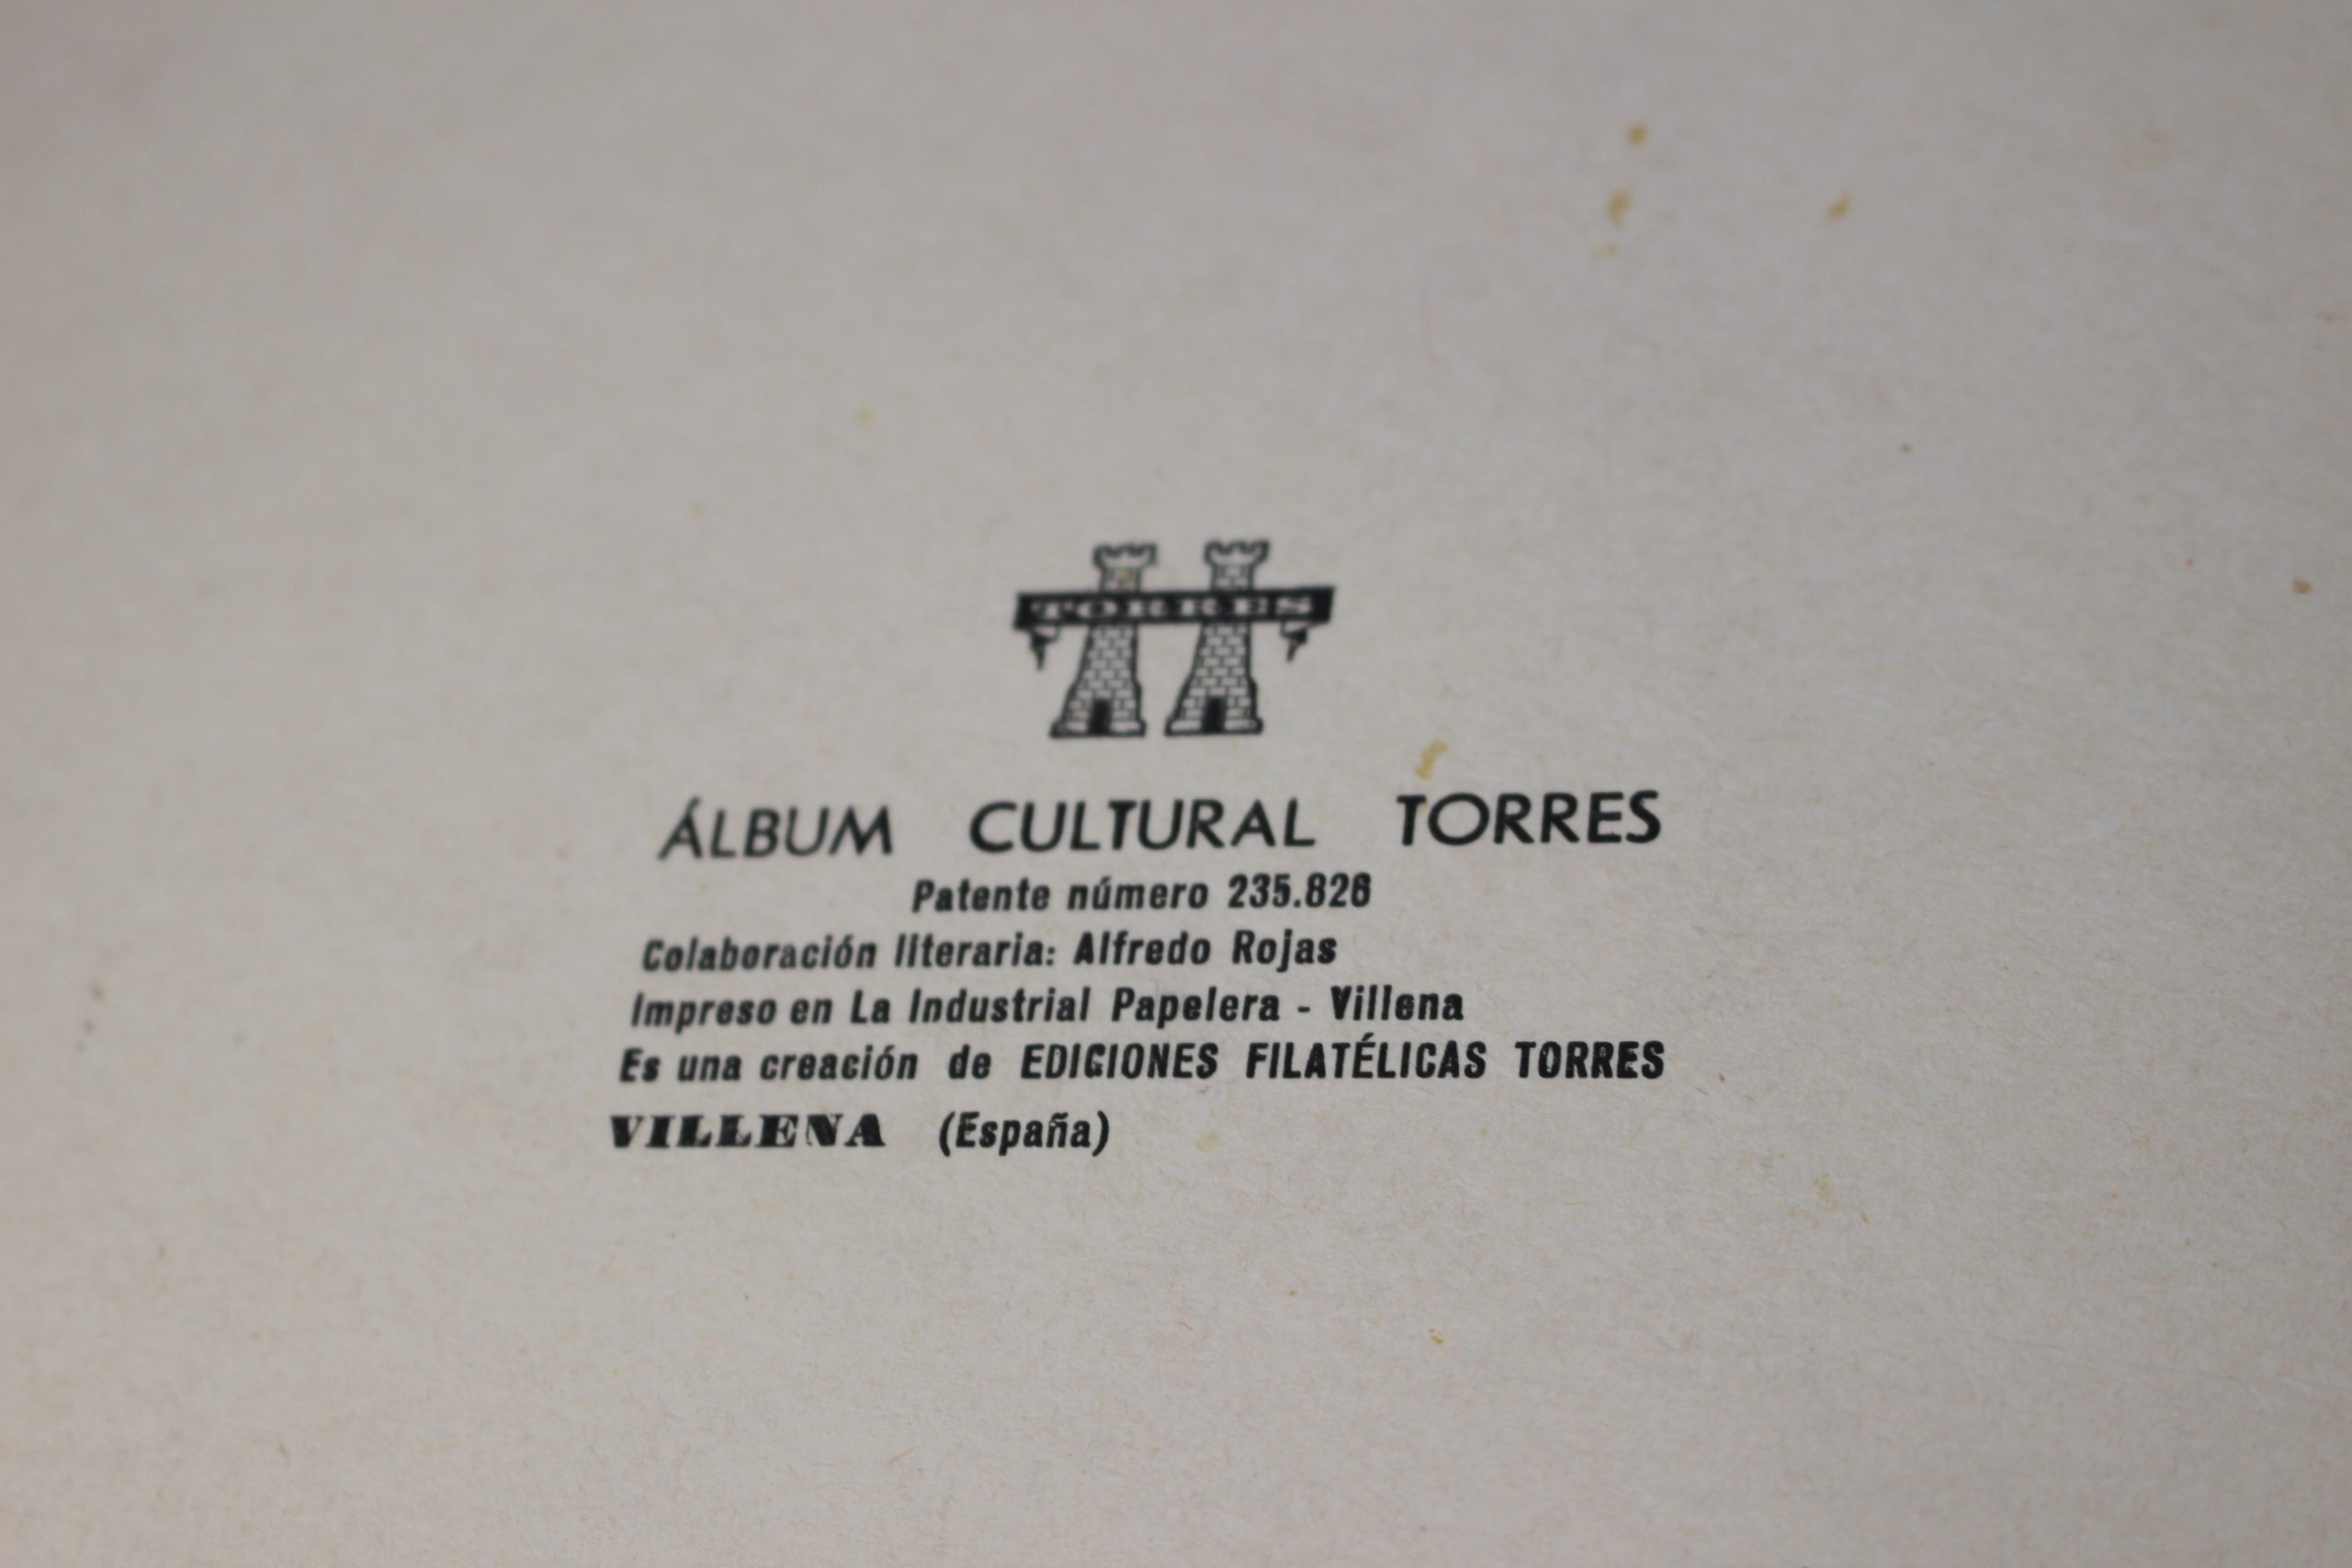 TORRES
ÁLBUM CULTURAL TORRES
Patente número 235.826
Colaboración literaria: Alfredo Rojas
Impreso en La Industrial Papelera - Villena
Es una creación de EDICIONES FILATÉLICAS TORRES
VILLENA (España)